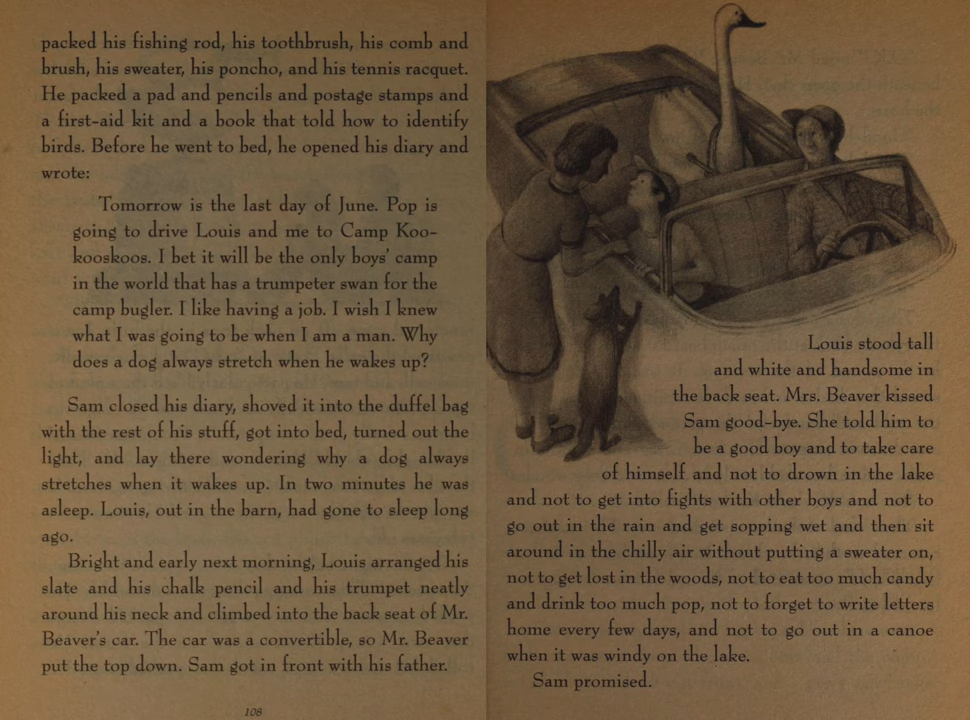 packed his fishing rod, his toothbrush, his comb and
brush, his sweater, his poncho, and his tennis racquet.
He packed a pad and pencils and postage stamps and
a first-aid kit and a book that told how to identify
birds. Before he went to bed, he opened his diary and
wrote:
Tomorrow is the last day of June. Pop is
going to drive Louis and me to Camp Koo-
kooskoos. I bet it will be the only boys' camp
in the world that has a trumpeter swan for the
camp bugler. I like having a job. I wish I knew
what I was going to be when I am a man. Why
does a dog always stretch when he wakes up?
Sam closed his diary, shoved it into the duffel bag
with the rest of his stuff, got into bed, turned out the
light, and lay there wondering why a dog always
stretches when it wakes up. In two minutes he was
asleep. Louis, out in the barn, had gone to sleep long
ago.
Bright and early next morning, Louis arranged his
slate and his chalk pencil and his trumpet neatly
around his neck and climbed into the back seat of Mr.
Beaver's car. The car was a convertible, so Mr. Beaver
put the top down. Sam got in front with his father.
108
Louis stood tall
and white and handsome in
the back seat. Mrs. Beaver kissed
Sam good-bye. She told him to
be a good boy and to take care
of himself and not to drown in the lake
and not to get into fights with other boys and not to
go out in the rain and get sopping wet and then sit
around in the chilly air without putting a sweater on,
not to get lost in the woods, not to eat too much candy
and drink too much pop, not to forget to write letters
home every few days, and not to go out in a canoe
when it was windy on the lake.
Sam promised.